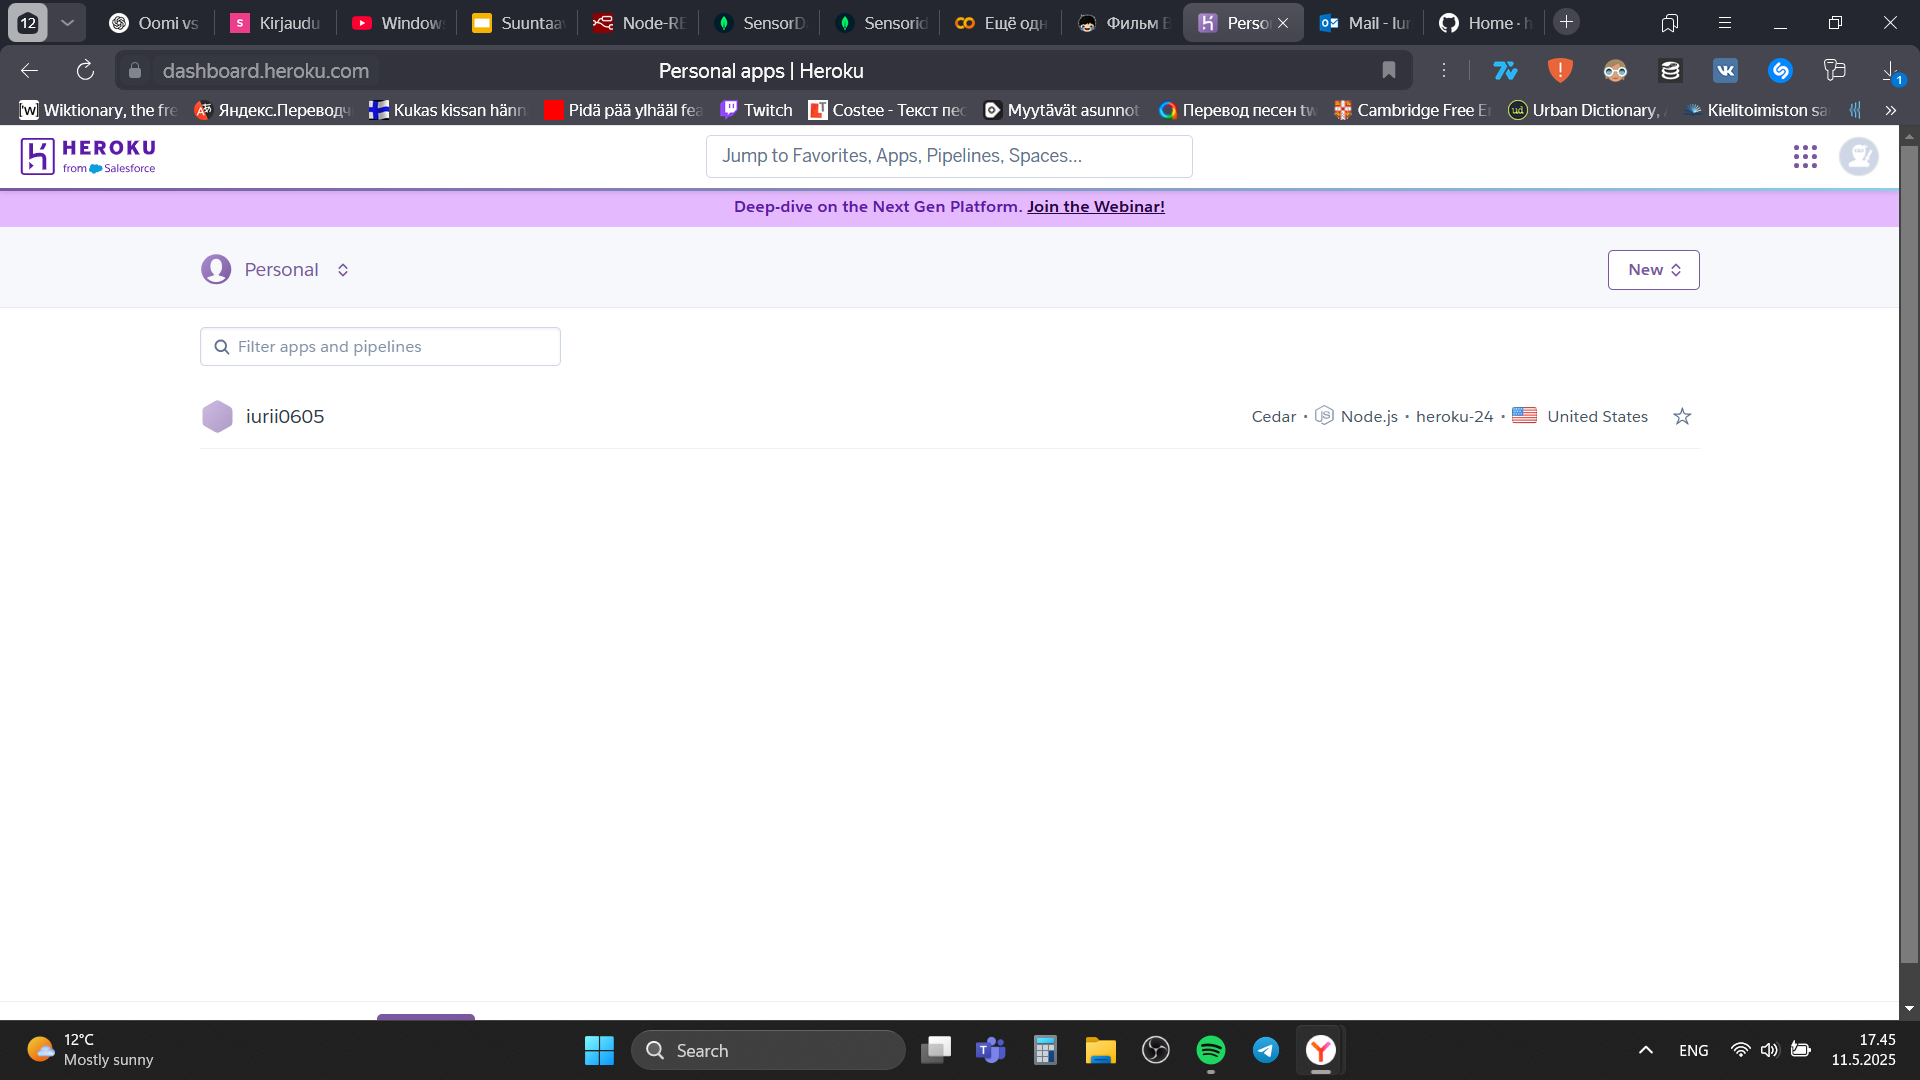 12
Oomi vs
Kirjaudu
Window
Suuntaa
Node-RE
SensorD
Sensorid
Ещё одн
Фильм В
Perso
Mail - Iur
Home · h
dashboard.heroku.com
Personal apps | Heroku
1
Wiktionary, the fre
Яндекс.Переводч
Kukas kissan hänn
Pidä pää ylhääl fea
Twitch
Costee - Текст пес
Myytävät asunnot
Перевод песен tw
Cambridge Free E
Urban Dictionary,
Kielitoimiston sa
»
HEROKU
from Salesforce
Jump to Favorites, Apps, Pipelines, Spaces...
Deep-dive on the Next Gen Platform. Join the Webinar!
Personal
New
Filter apps and pipelines
iurii0605
Cedar · Node.js · heroku-24 · United States
12°C
Mostly sunny
Search
ENG
17.45
11.5.2025